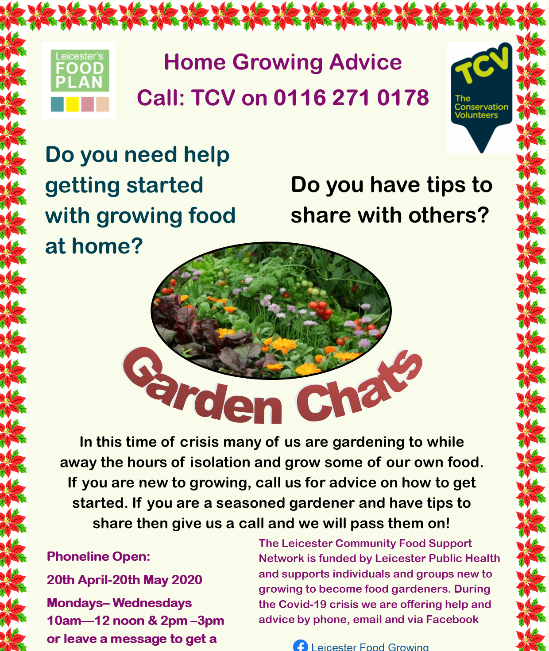 Leicester's
FOOD
PLAN
Home Growing Advice
Call: TCV on 0116 271 0178
TCV
The
Conservation
Volunteers
Do you need help
getting started
with growing food
at home?
Do you have tips to
share with others?
Garden Chats
In this time of crisis many of us are gardening to while
away the hours of isolation and grow some of our own food.
If you are new to growing, call us for advice on how to get
started. If you are a seasoned gardener and have tips to
share then give us a call and we will pass them on!
Phoneline Open:
20th April-20th May 2020
Mondays– Wednesdays
10am—12 noon & 2pm –3pm
or leave a message to get a
The Leicester Community Food Support
Network is funded by Leicester Public Health
and supports individuals and groups new to
growing to become food gardeners. During
the Covid-19 crisis we are offering help and
advice by phone, email and via Facebook
Leicester Food Growing